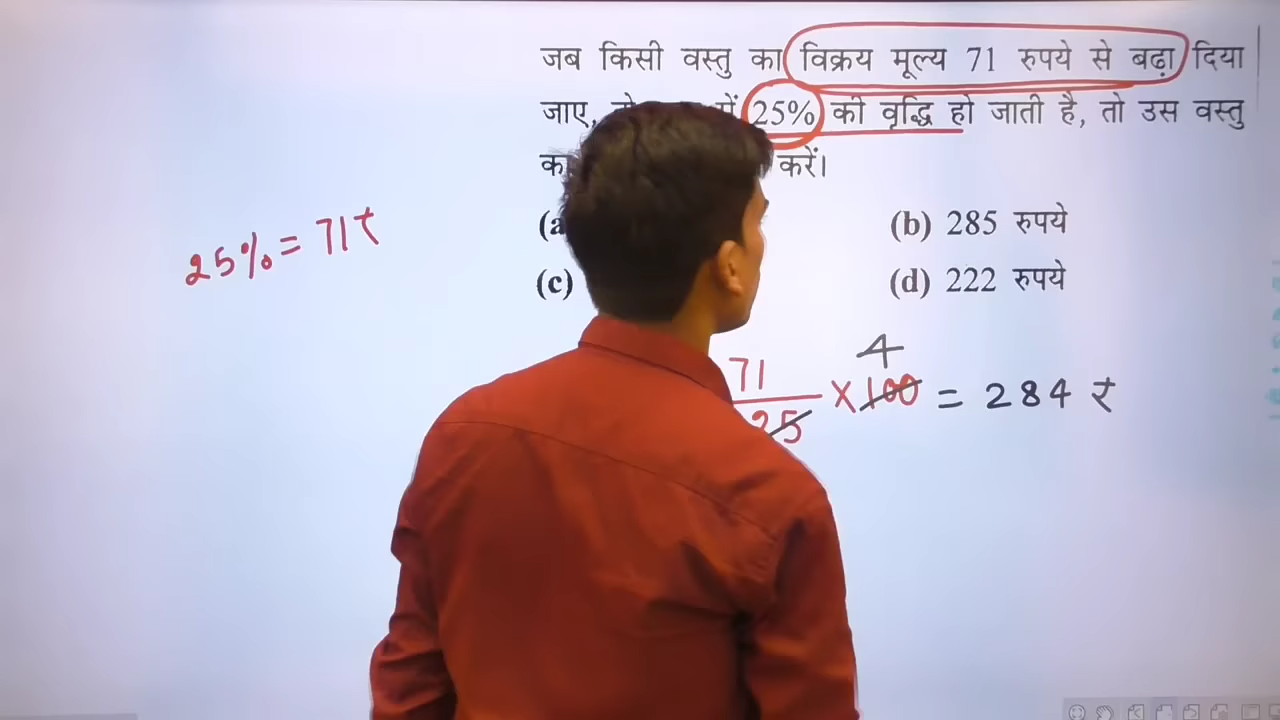 जब किसी वस्तु का विक्रय मूल्य 71 रुपये से बढ़ा दिया
जाए, में 25% की वृद्धि हो जाती है, तो उस वस्तु
करें।
(a
(b) 285 रुपये
(c)
(d) 222 रुपये
25% = 71₹
71/25 × 100 4 = 284 ₹